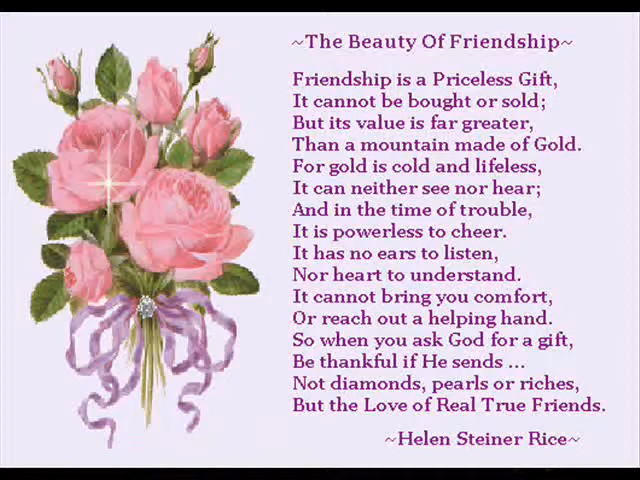 ~The Beauty Of Friendship~
Friendship is a Priceless Gift,
It cannot be bought or sold;
But its value is far greater,
Than a mountain made of Gold.
For gold is cold and lifeless,
It can neither see nor hear;
And in the time of trouble,
It is powerless to cheer.
It has no ears to listen,
Nor heart to understand.
It cannot bring you comfort,
Or reach out a helping hand.
So when you ask God for a gift,
Be thankful if He sends ...
Not diamonds, pearls or riches,
But the Love of Real True Friends.
~Helen Steiner Rice~